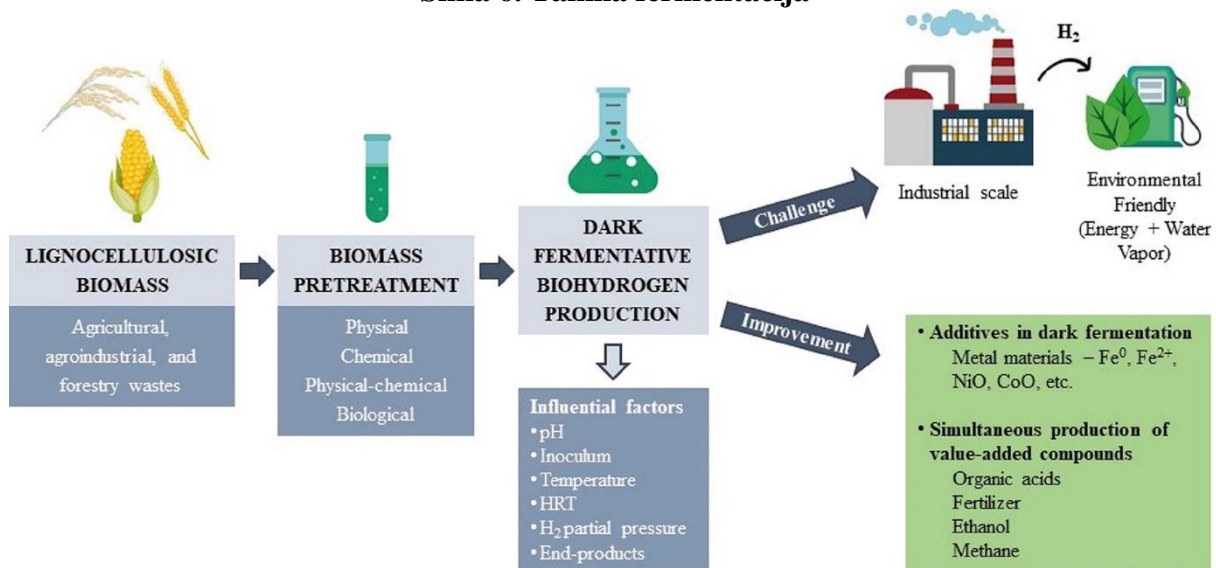 Slika Tamna fermentacija
LIGNOCELLULOSIC
BIOMASS
Agricultural,
agroindustrial, and
forestry wastes
BIOMASS
PRETREATMENT
Physical
Chemical
Physical-chemical
Biological
DARK
FERMENTATIVE
BIOHYDROGEN
PRODUCTION
Influential factors
•pH
•Inoculum
•Temperature
•HRT
•H₂ partial pressure
•End-products
Challenge
Industrial scale
H₂
Environmental
Friendly
(Energy + Water
Vapor)
Improvement
• Additives in dark fermentation
Metal materials – Fe⁰, Fe²⁺,
NiO, CoO, etc.
• Simultaneous production of
value-added compounds
Organic acids
Fertilizer
Ethanol
Methane